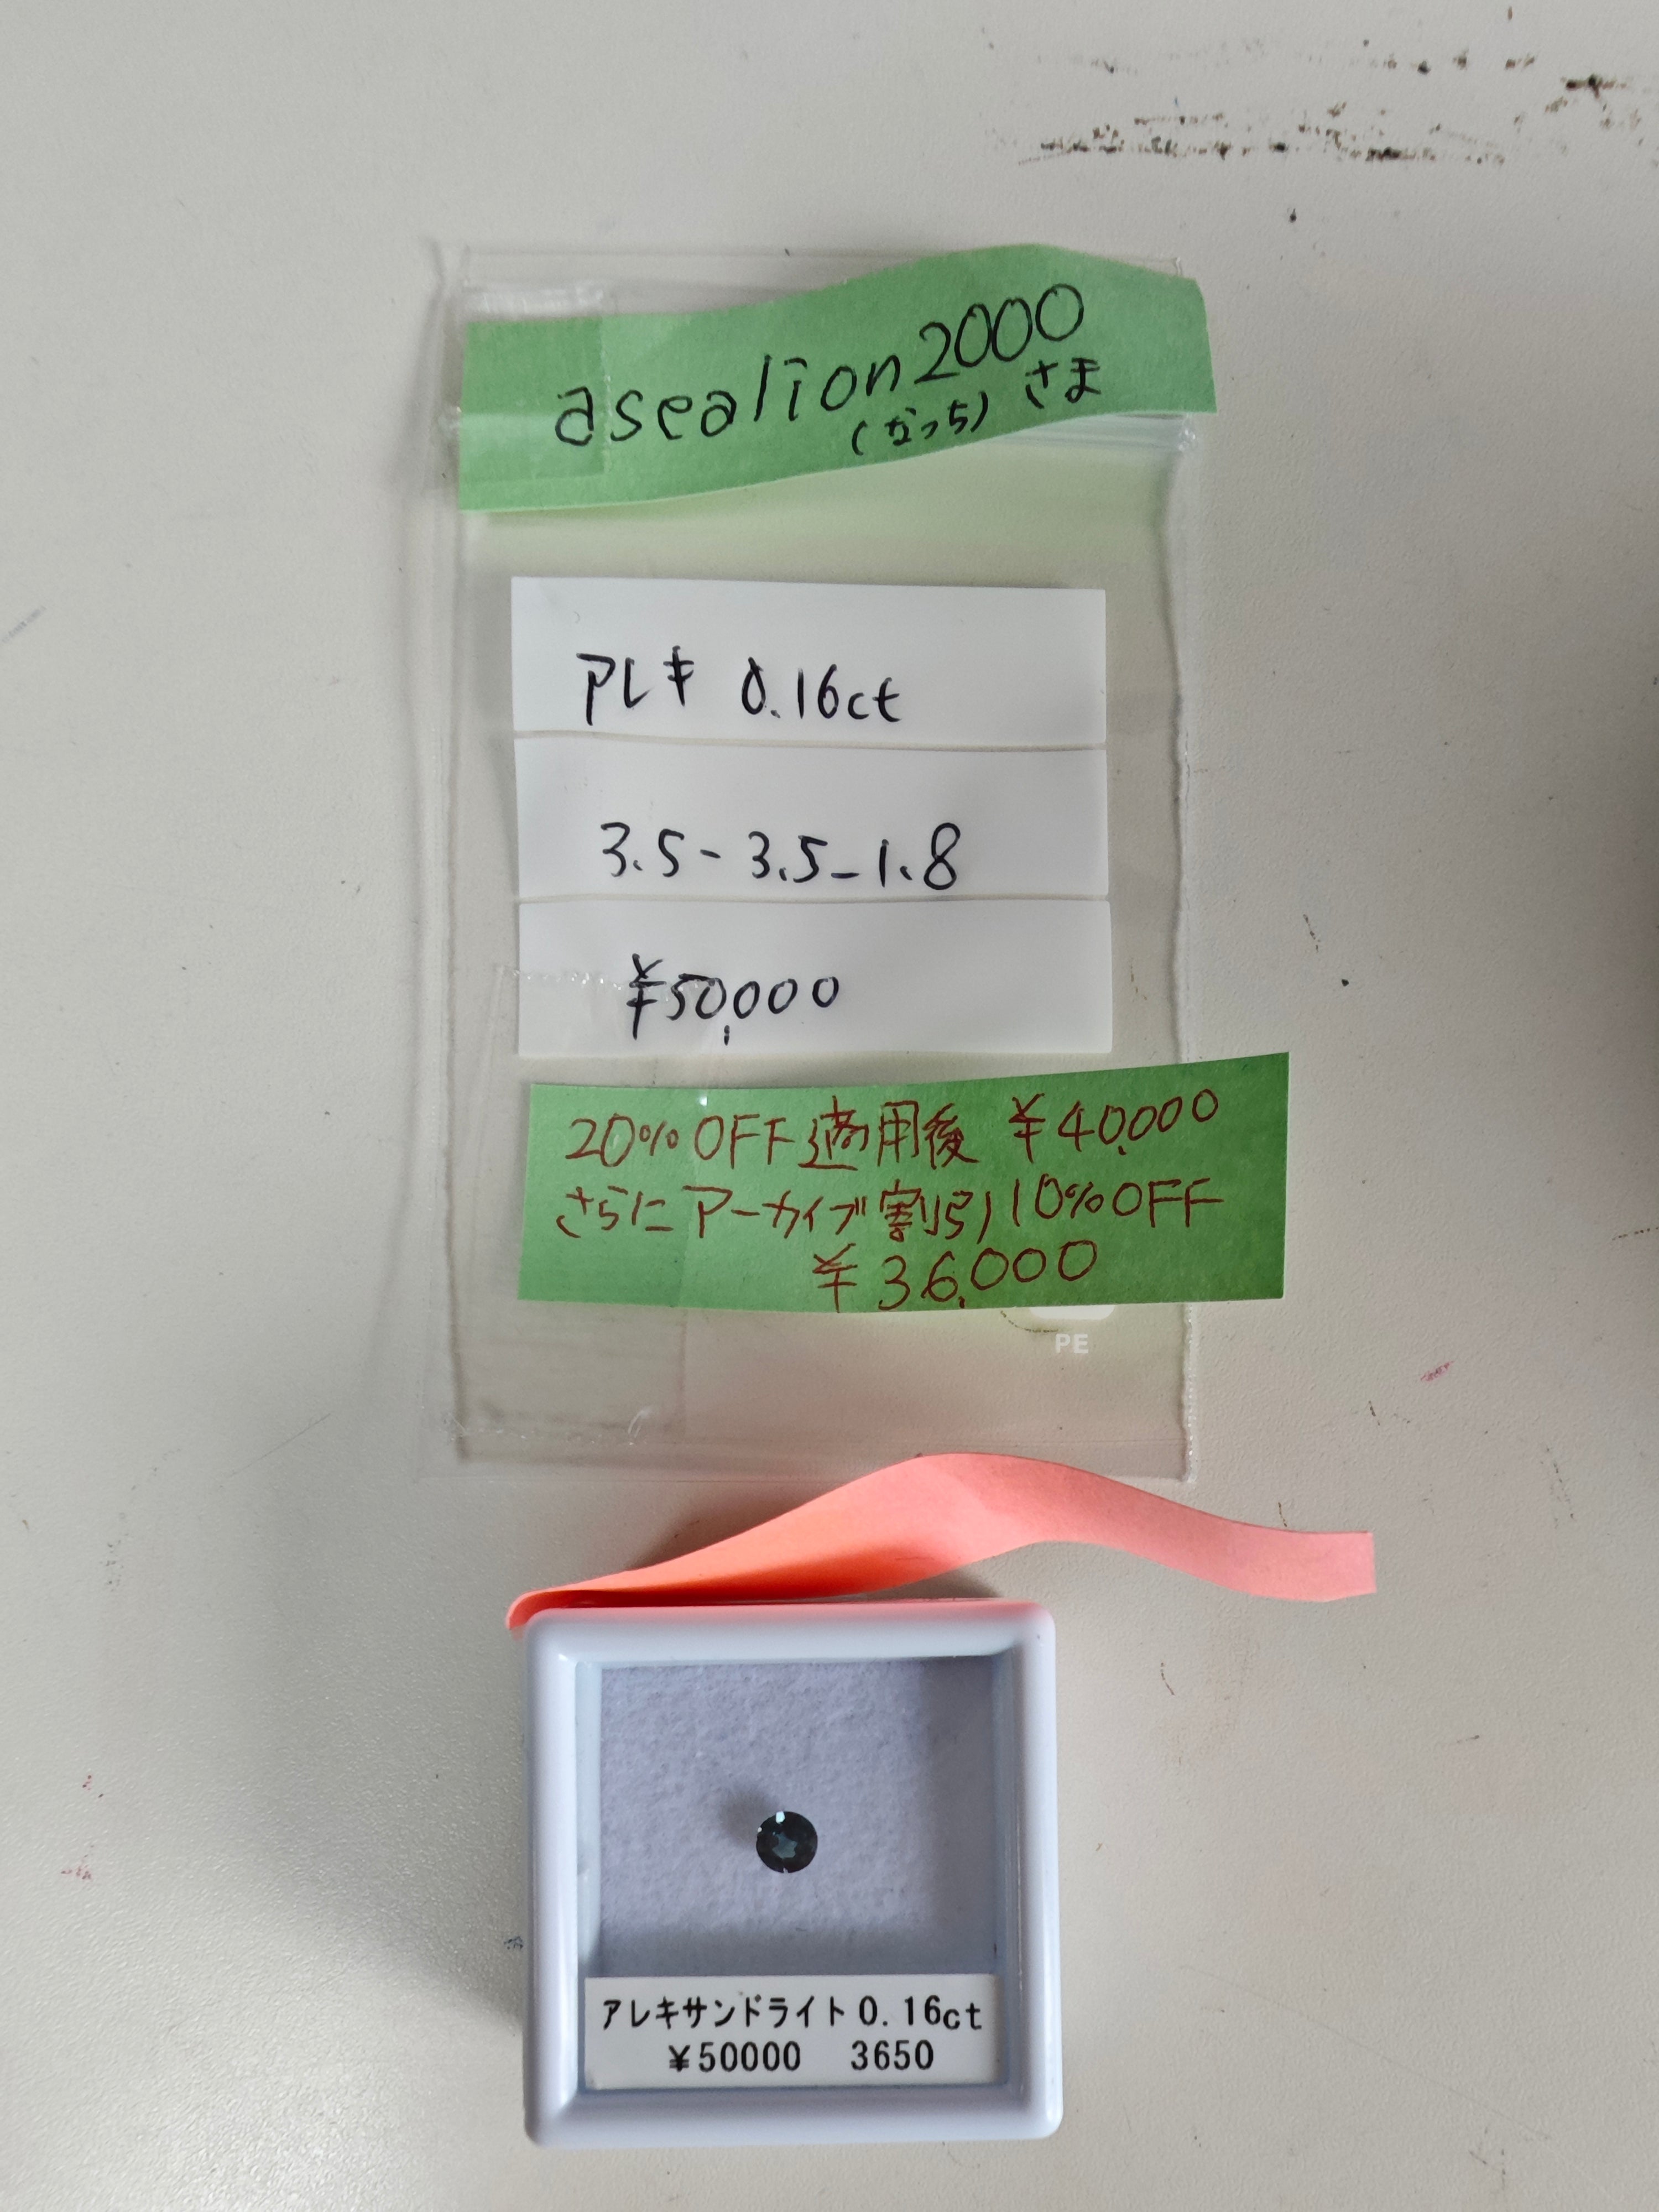 asealion2000
(なっち) さま
アレキ 0.16ct
3.5-3.5-1.8
¥50,000
20%OFF適用後 ¥40,000
さらにアーカイブ割引10%OFF
¥36,000
PE
アレキサンドライト0.16ct
¥50000 3650